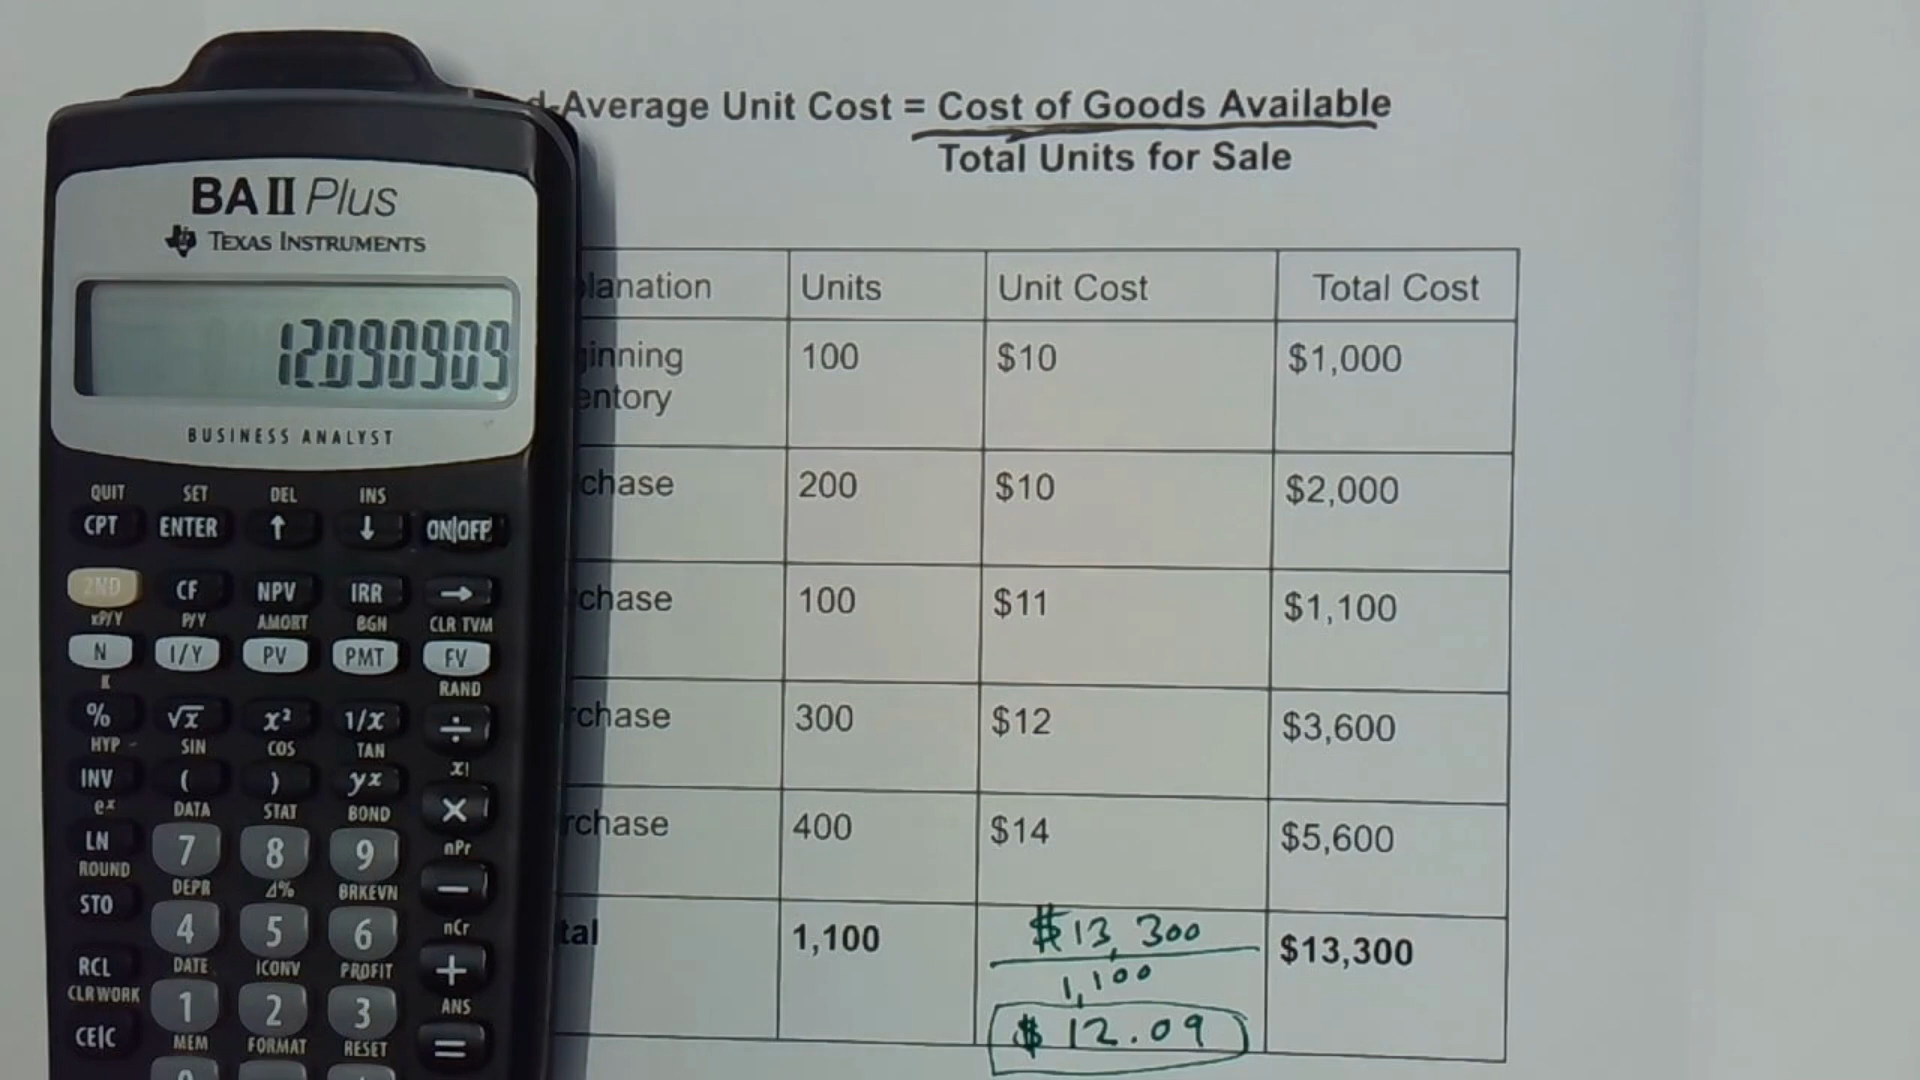 d-Average Unit Cost = Cost of Goods Available
Total Units for Sale
BA II Plus
TEXAS INSTRUMENTS
12.090909
BUSINESS ANALYST
lanation Units Unit Cost Total Cost
ginning 100 $10 $1,000
entory
chase 200 $10 $2,000
chase 100 $11 $1,100
rchase 300 $12 $3,600
rchase 400 $14 $5,600
tal 1,100 $13,300 $13,300
1,100
$12.09
QUIT SET DEL INS
CPT ENTER ↑ ↓ ON|OFF
2ND CF NPV IRR →
xP/Y P/Y AMORT BGN CLR TVM
N I/Y PV PMT FV
K RAND
% √x x² 1/x ÷
HYP SIN COS TAN x!
INV ( ) yx ×
eˣ DATA STAT BOND nPr
LN 7 8 9 −
ROUND DEPR Δ% BRKEVN nCr
STO 4 5 6 +
DATE ICONV PROFIT ANS
RCL 1 2 3 =
CLR WORK MEM FORMAT RESET
CE|C